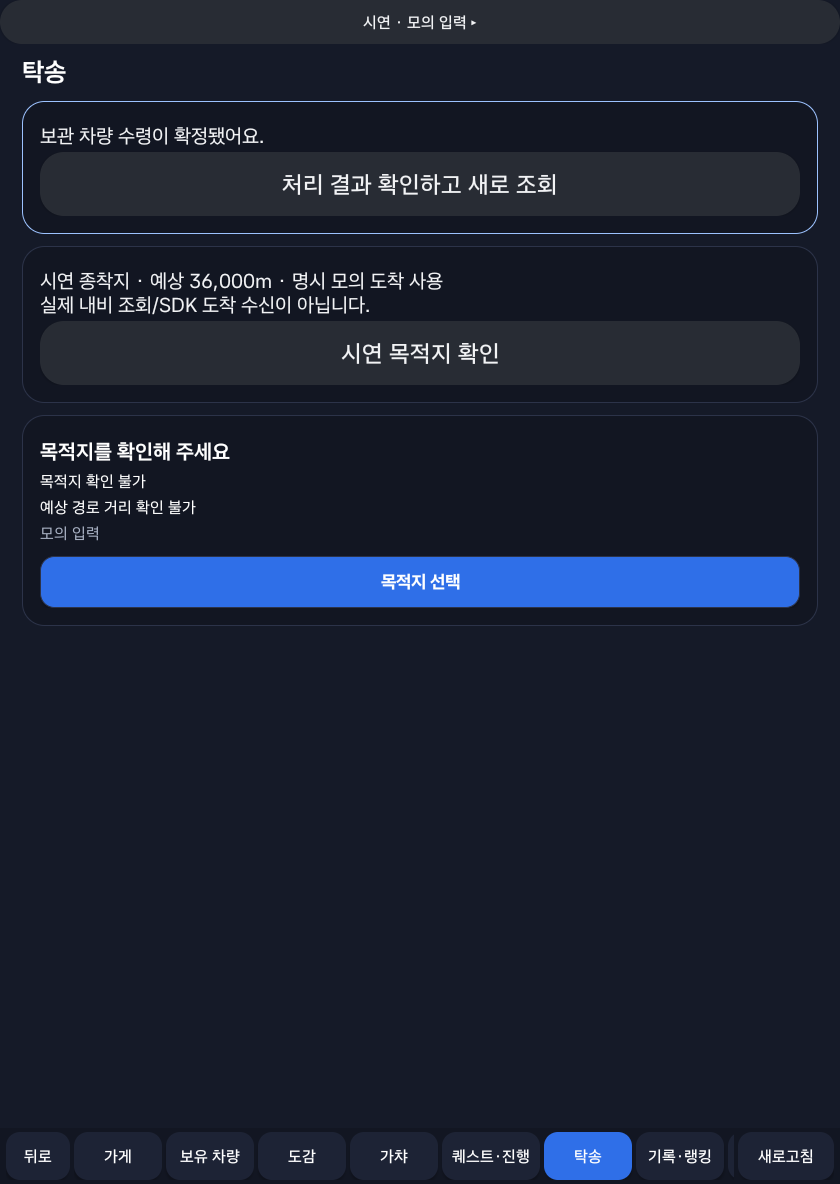 시연 · 모의 입력 ▸
탁송
보관 차량 수령이 확정됐어요.
처리 결과 확인하고 새로 조회
시연 종착지 · 예상 36,000m · 명시 모의 도착 사용
실제 내비 조회/SDK 도착 수신이 아닙니다.
시연 목적지 확인
목적지를 확인해 주세요
목적지 확인 불가
예상 경로 거리 확인 불가
모의 입력
목적지 선택
뒤로 가게 보유 차량 도감 가챠 퀘스트·진행 탁송 기록·랭킹 새로고침